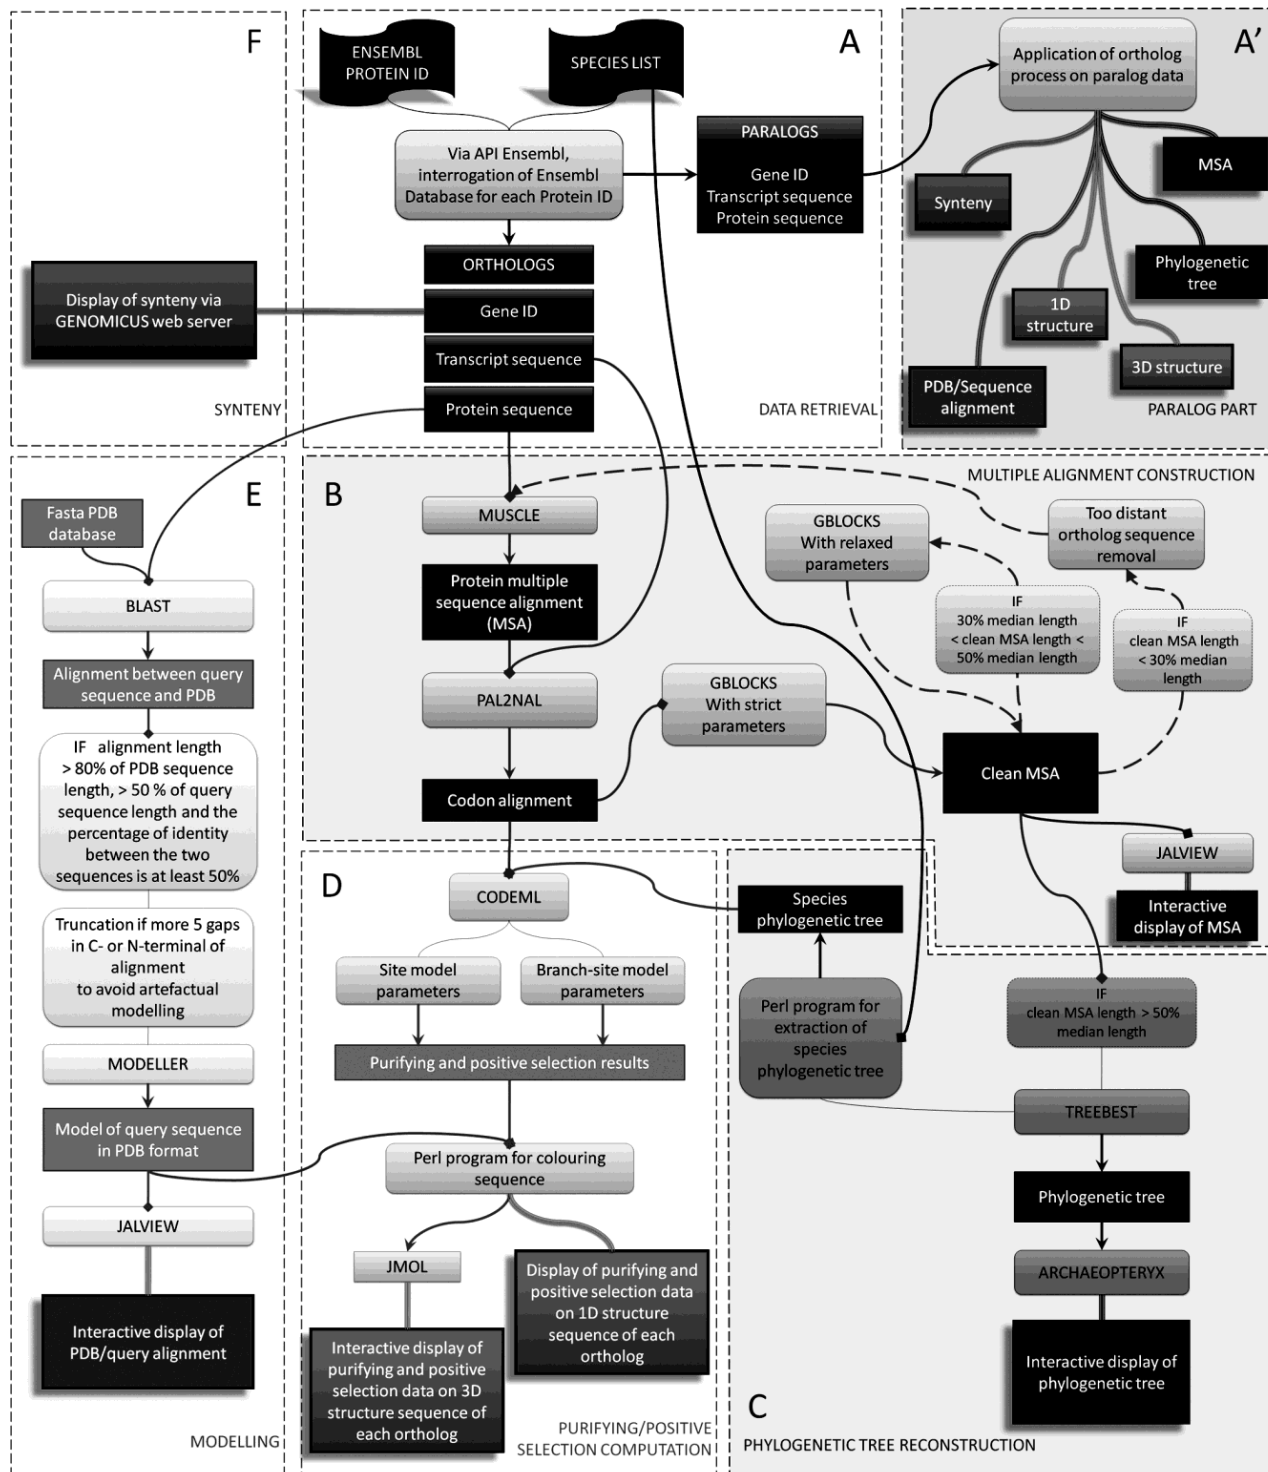 F
SYNTENY
Display of synteny via
GENOMICUS web server
A
ENSEMBL
PROTEIN ID
SPECIES LIST
Via API Ensembl,
interrogation of Ensembl
Database for each Protein ID
PARALOGS
Gene ID
Transcript sequence
Protein sequence
ORTHOLOGS
Gene ID
Transcript sequence
Protein sequence
DATA RETRIEVAL
A’
Application of ortholog
process on paralog data
MSA
Synteny
Phylogenetic
tree
1D
structure
3D structure
PDB/Sequence
alignment
PARALOG PART
B
MULTIPLE ALIGNMENT CONSTRUCTION
MUSCLE
Protein multiple
sequence alignment
(MSA)
PAL2NAL
Codon alignment
GBLOCKS
With relaxed
parameters
Too distant
ortholog sequence
removal
IF
30% median length
< clean MSA length <
50% median length
IF
clean MSA length
< 30% median
length
GBLOCKS
With strict
parameters
Clean MSA
JALVIEW
Interactive
display of MSA
E
Fasta PDB
database
BLAST
Alignment between query
sequence and PDB
IF alignment length
> 80% of PDB sequence
length, > 50 % of query
sequence length and the
percentage of identity
between the two
sequences is at least 50%
Truncation if more 5 gaps
in C- or N-terminal of
alignment
to avoid artefactual
modelling
MODELLER
Model of query sequence
in PDB format
JALVIEW
Interactive display of
PDB/query alignment
MODELLING
D
CODEML
Site model
parameters
Branch-site model
parameters
Purifying and positive selection results
Perl program for colouring
sequence
JMOL
Display of purifying and
positive selection data
on 1D structure
sequence of each
ortholog
Interactive display of
purifying and positive
selection data on 3D
structure sequence of
each ortholog
PURIFYING/POSITIVE
SELECTION COMPUTATION
Species
phylogenetic tree
Perl program for
extraction of
species
phylogenetic tree
IF
clean MSA length > 50%
median length
TREEBEST
Phylogenetic tree
ARCHAEOPTERYX
Interactive display of
phylogenetic tree
C
PHYLOGENETIC TREE RECONSTRUCTION